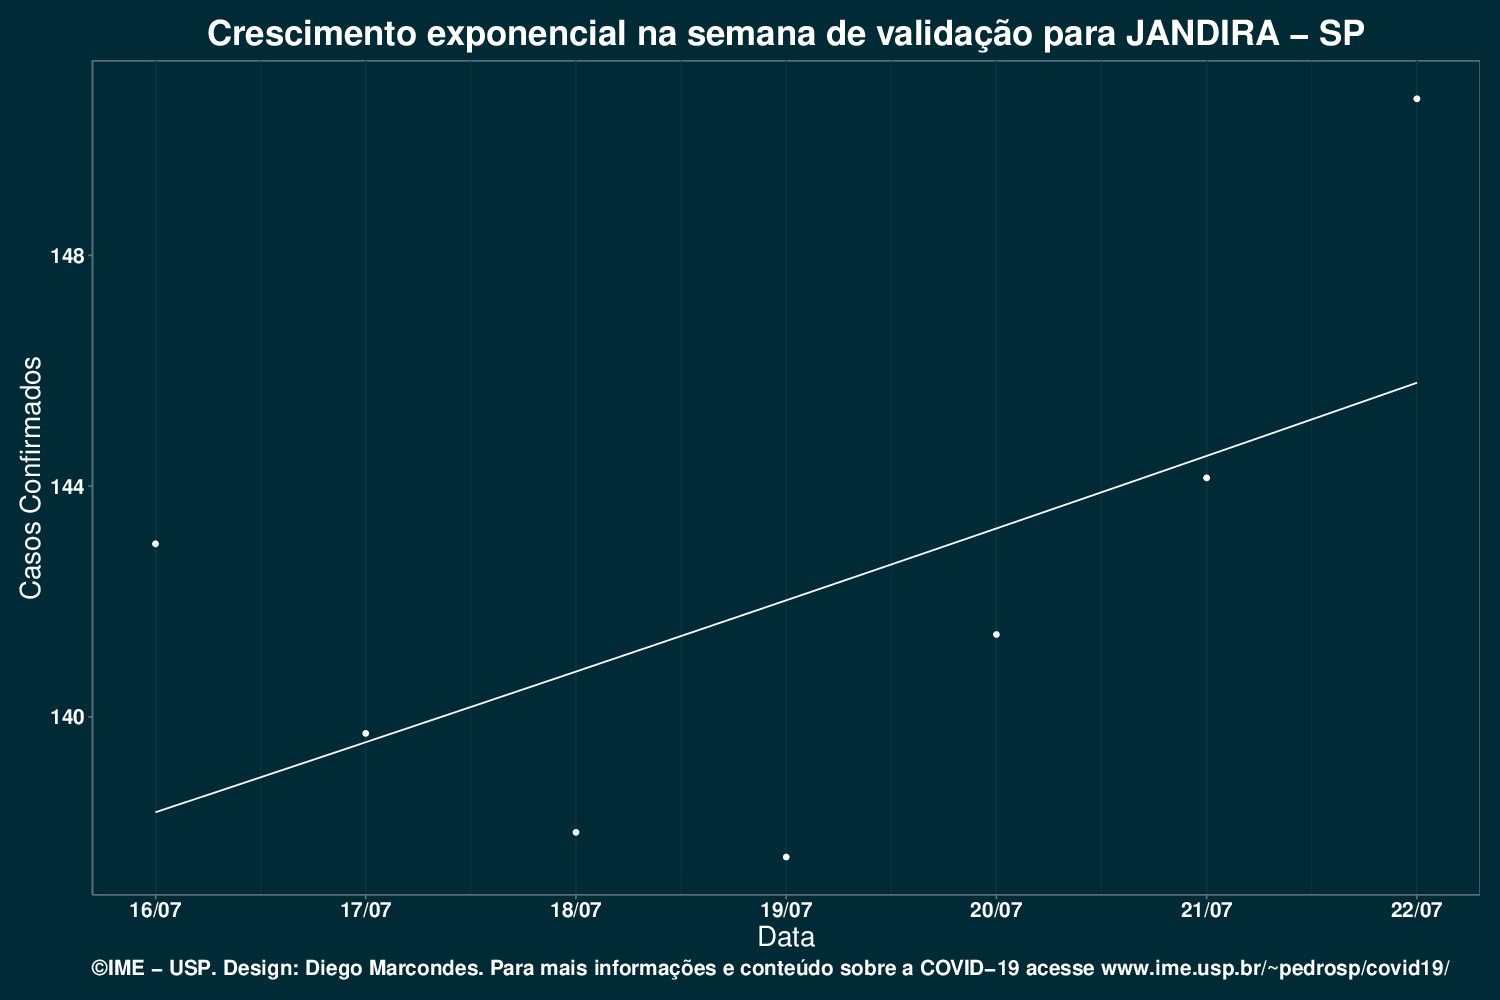 Crescimento exponencial na semana de validação para JANDIRA – SP
148
144
140
Casos Confirmados
16/07 17/07 18/07 19/07 20/07 21/07 22/07
Data
©IME – USP. Design: Diego Marcondes. Para mais informações e conteúdo sobre a COVID–19 acesse www.ime.usp.br/~pedrosp/covid19/